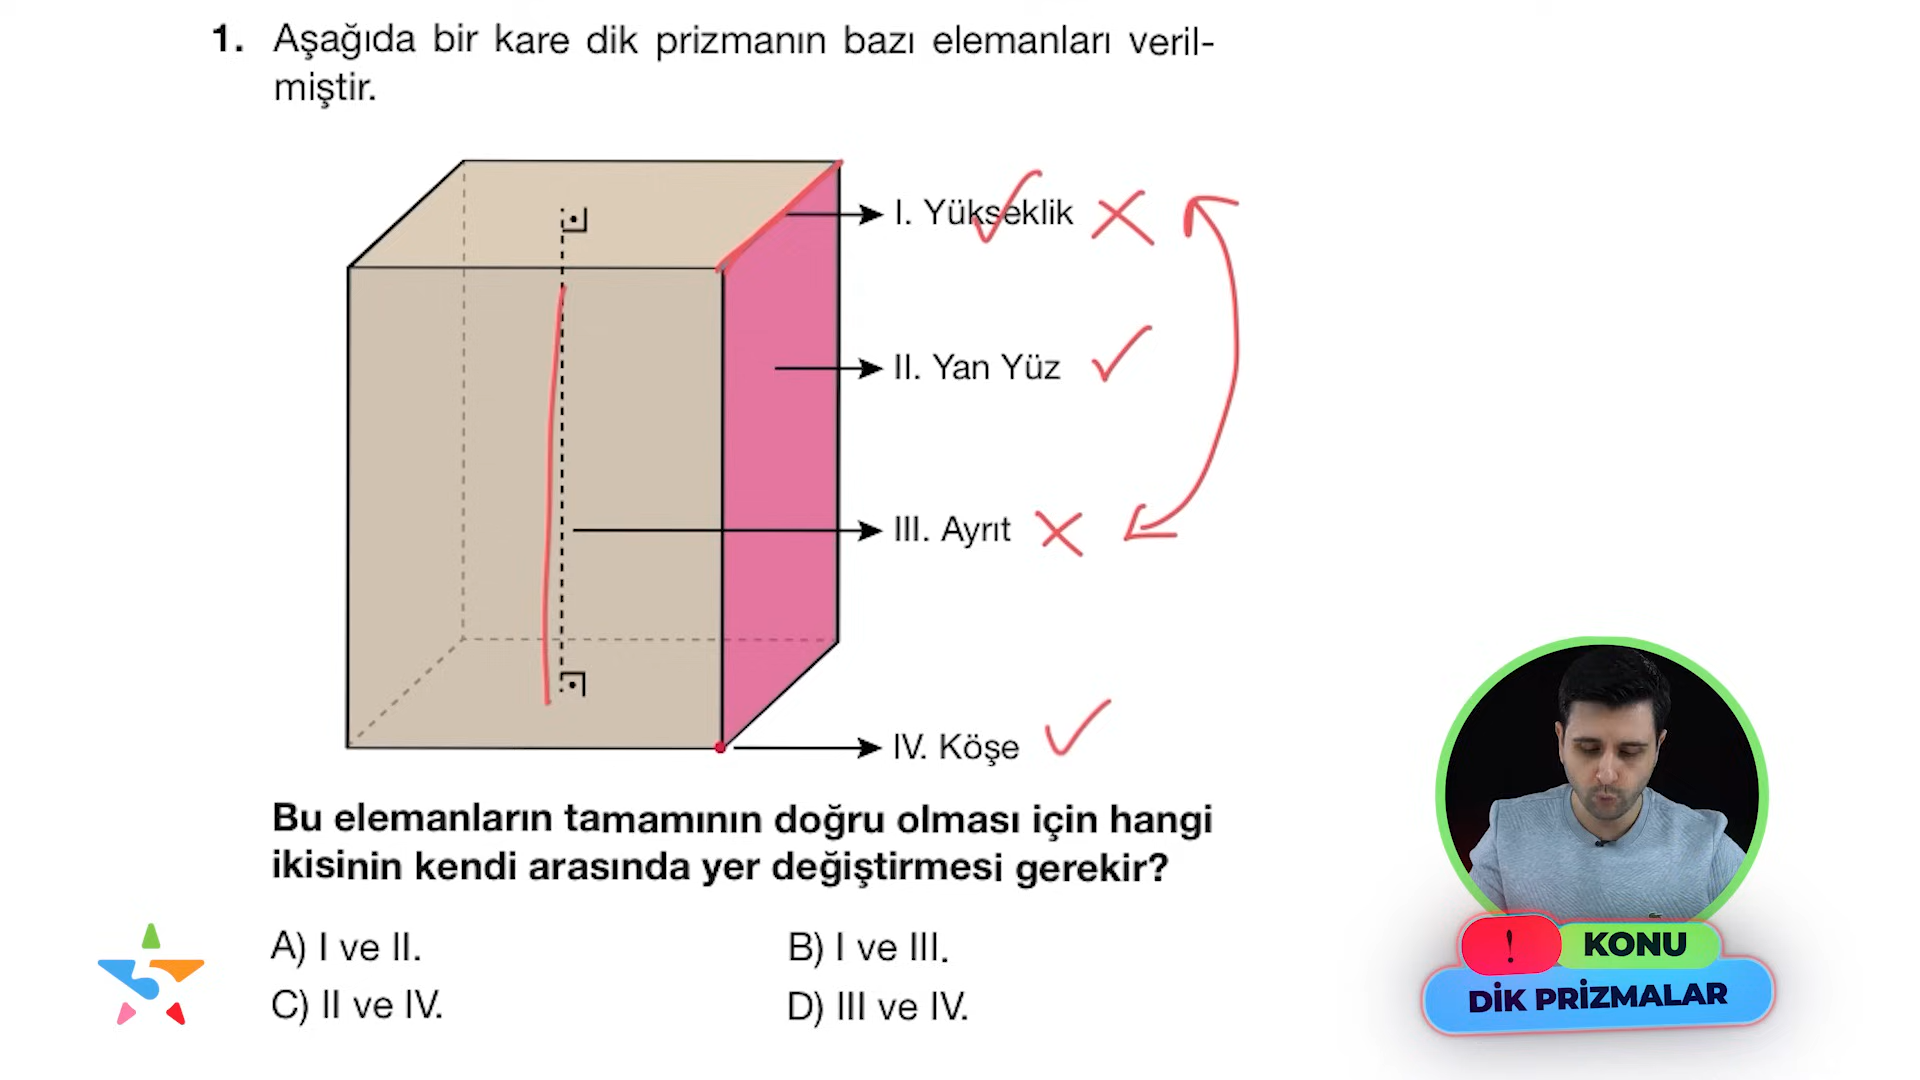 1. Aşağıda bir kare dik prizmanın bazı elemanları veril-
miştir.
I. Yükseklik
II. Yan Yüz
III. Ayrıt
IV. Köşe
Bu elemanların tamamının doğru olması için hangi
ikisinin kendi arasında yer değiştirmesi gerekir?
A) I ve II.
B) I ve III.
C) II ve IV.
D) III ve IV.
5
! KONU
DİK PRİZMALAR